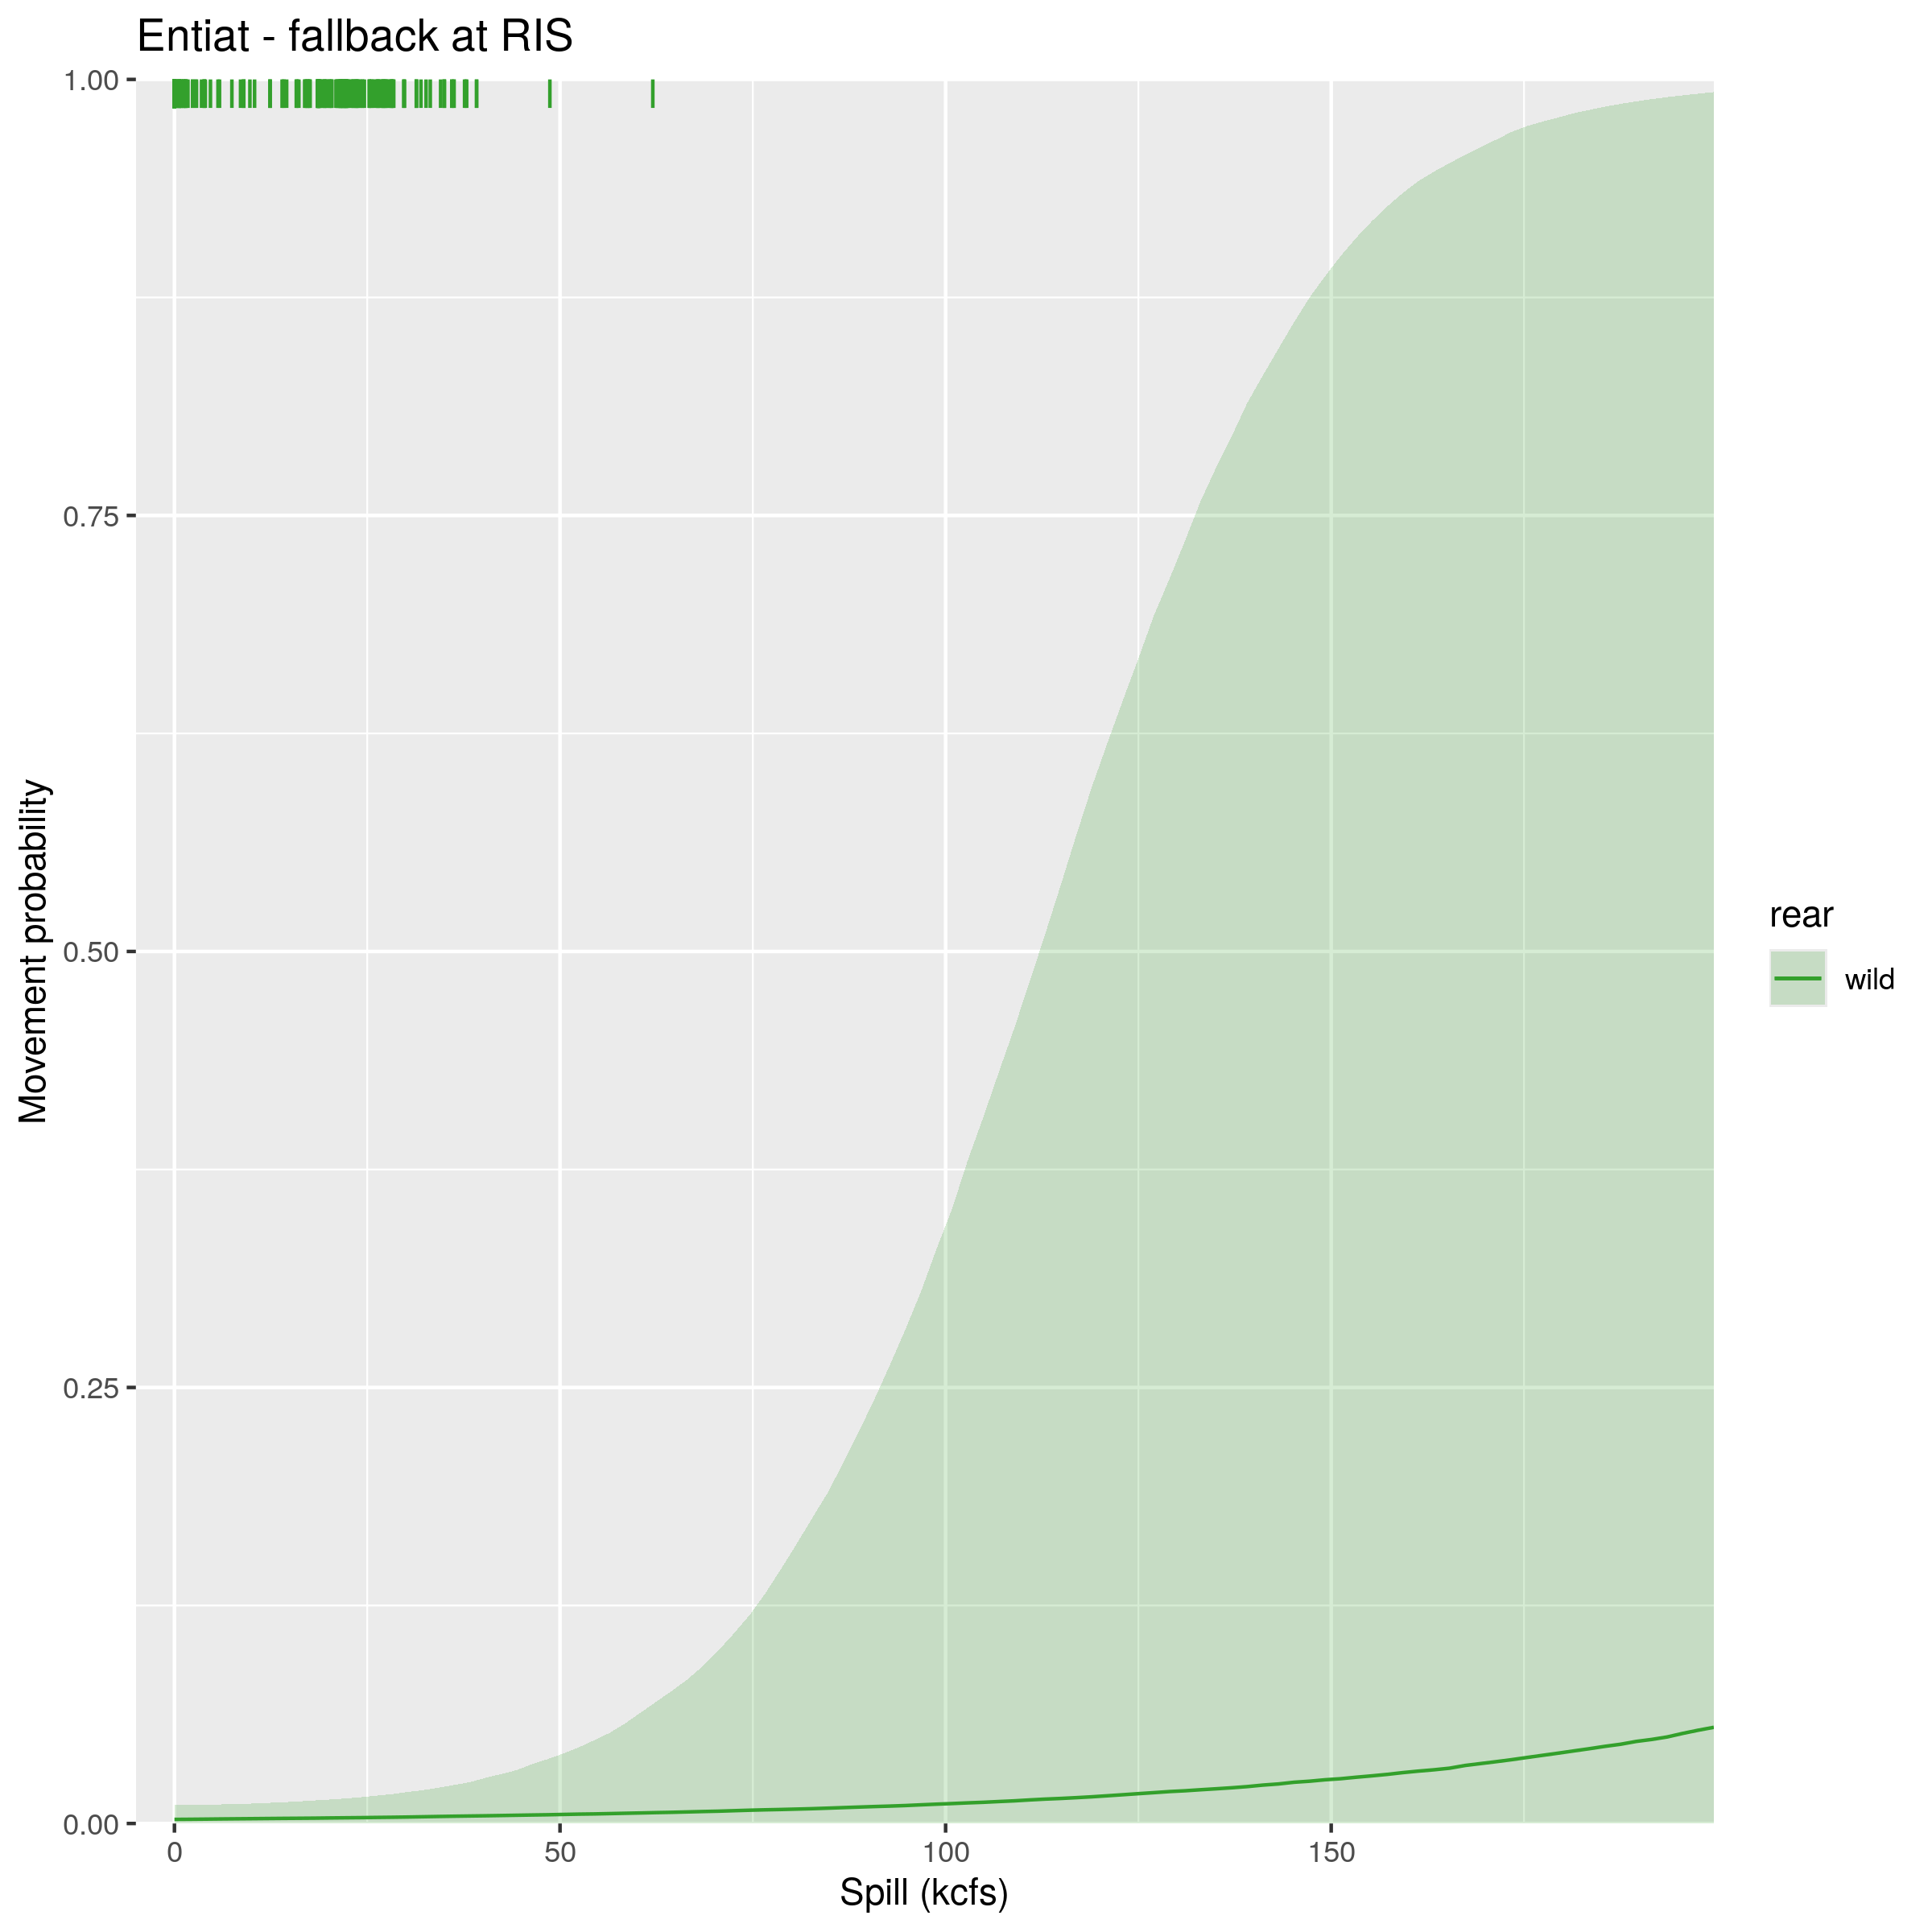 Entiat - fallback at RIS
1.00
0.75
0.50
0.25
0.00
Movement probability
0 50 100 150
Spill (kcfs)
rear
wild